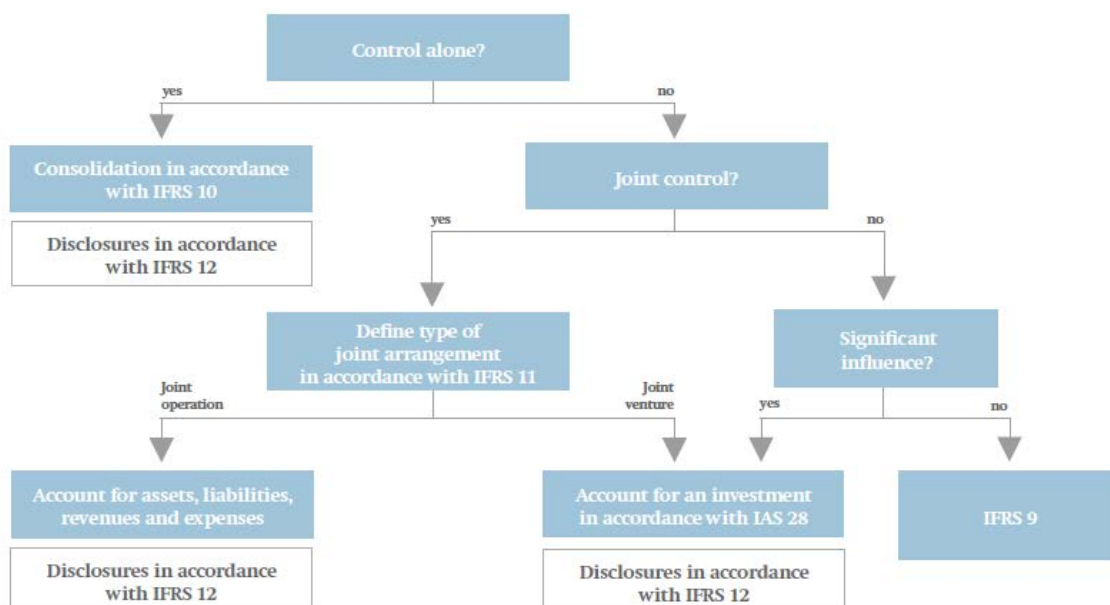 Control alone?
yes
no
Consolidation in accordance
with IFRS 10
Joint control?
Disclosures in accordance
with IFRS 12
yes
no
Define type of
joint arrangement
in accordance with IFRS 11
Significant
influence?
Joint
operation
Joint
venture
yes
no
Account for assets, liabilities,
revenues and expenses
Account for an investment
in accordance with IAS 28
IFRS 9
Disclosures in accordance
with IFRS 12
Disclosures in accordance
with IFRS 12